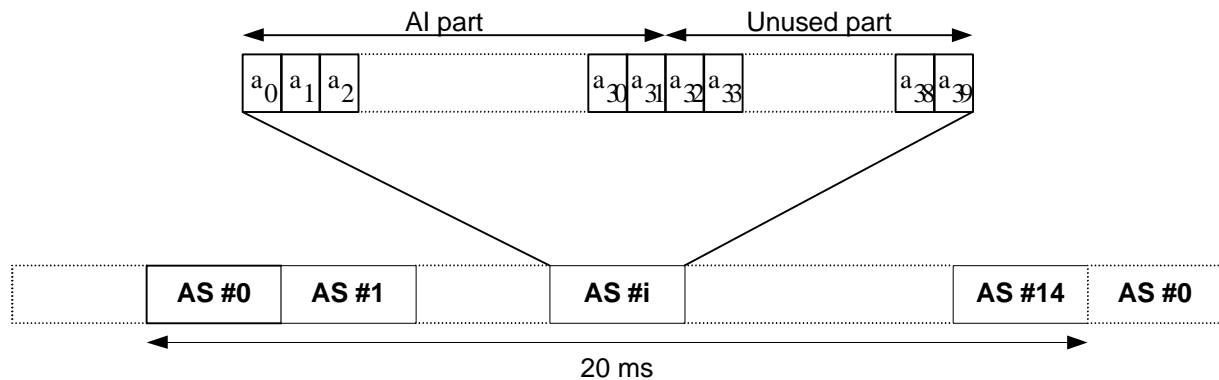 AI part Unused part
a0 a1 a2 a30 a31 a32 a33 a38 a39
AS #0 AS #1 AS #i AS #14 AS #0
20 ms